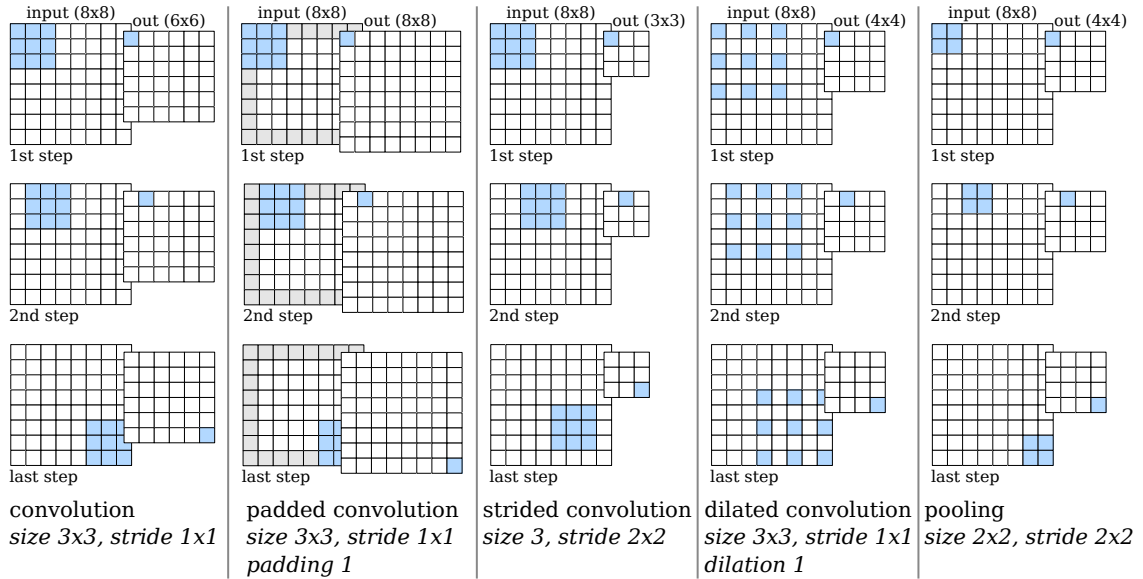 input (8x8)
out (6x6)
1st step
2nd step
last step
convolution
size 3x3, stride 1x1
input (8x8)
out (8x8)
1st step
2nd step
last step
padded convolution
size 3x3, stride 1x1
padding 1
input (8x8)
out (3x3)
1st step
2nd step
last step
strided convolution
size 3, stride 2x2
input (8x8)
out (4x4)
1st step
2nd step
last step
dilated convolution
size 3x3, stride 1x1
dilation 1
input (8x8)
out (4x4)
1st step
2nd step
last step
pooling
size 2x2, stride 2x2